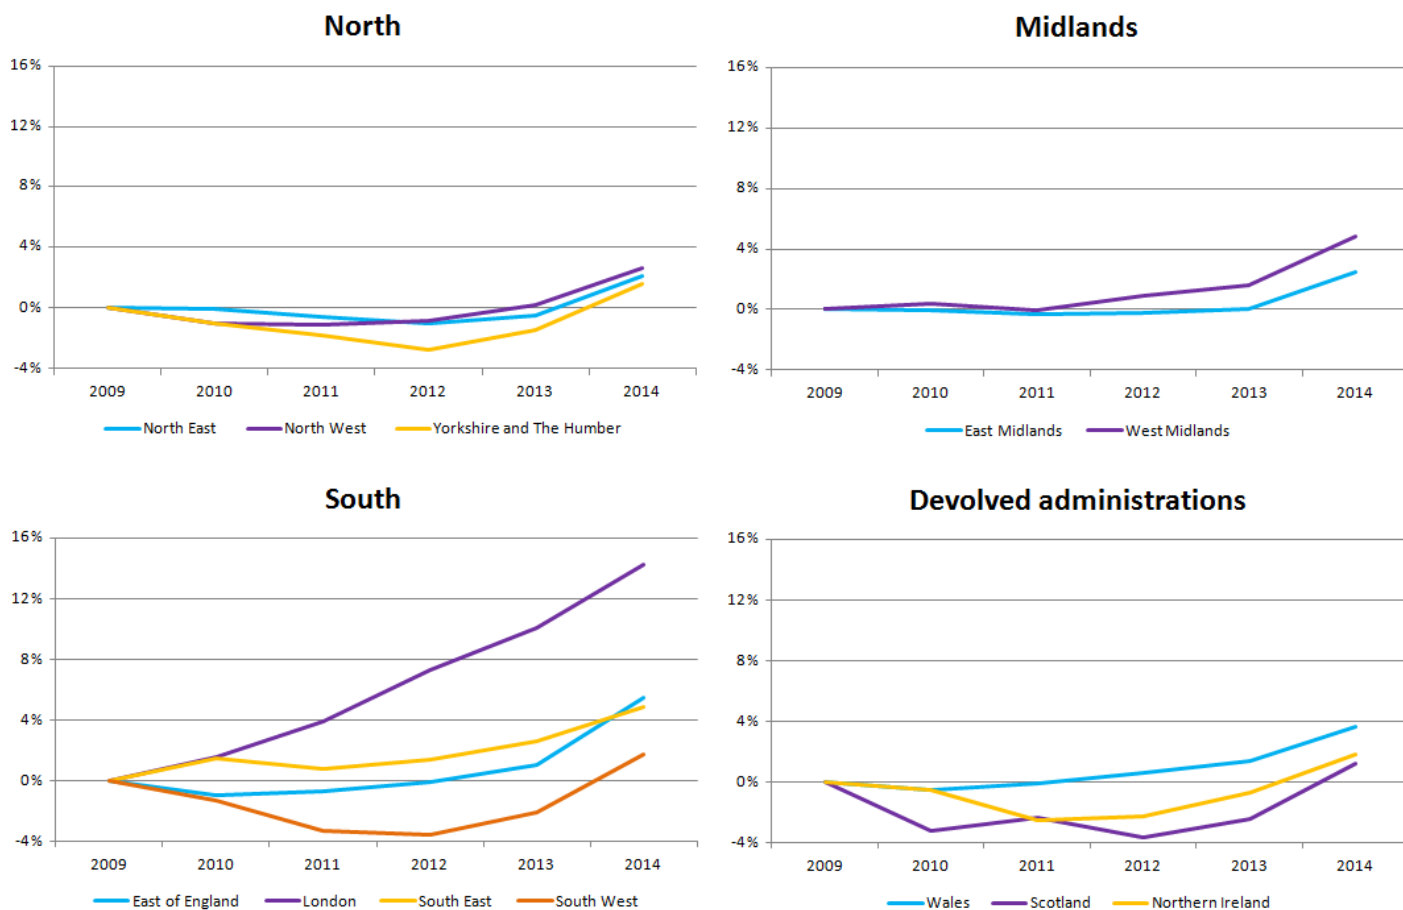 North
16%
12%
8%
4%
0%
-4%
2009 2010 2011 2012 2013 2014
North East North West Yorkshire and The Humber
Midlands
16%
12%
8%
4%
0%
-4%
2009 2010 2011 2012 2013 2014
East Midlands West Midlands
South
16%
12%
8%
4%
0%
-4%
2009 2010 2011 2012 2013 2014
East of England London South East South West
Devolved administrations
16%
12%
8%
4%
0%
-4%
2009 2010 2011 2012 2013 2014
Wales Scotland Northern Ireland